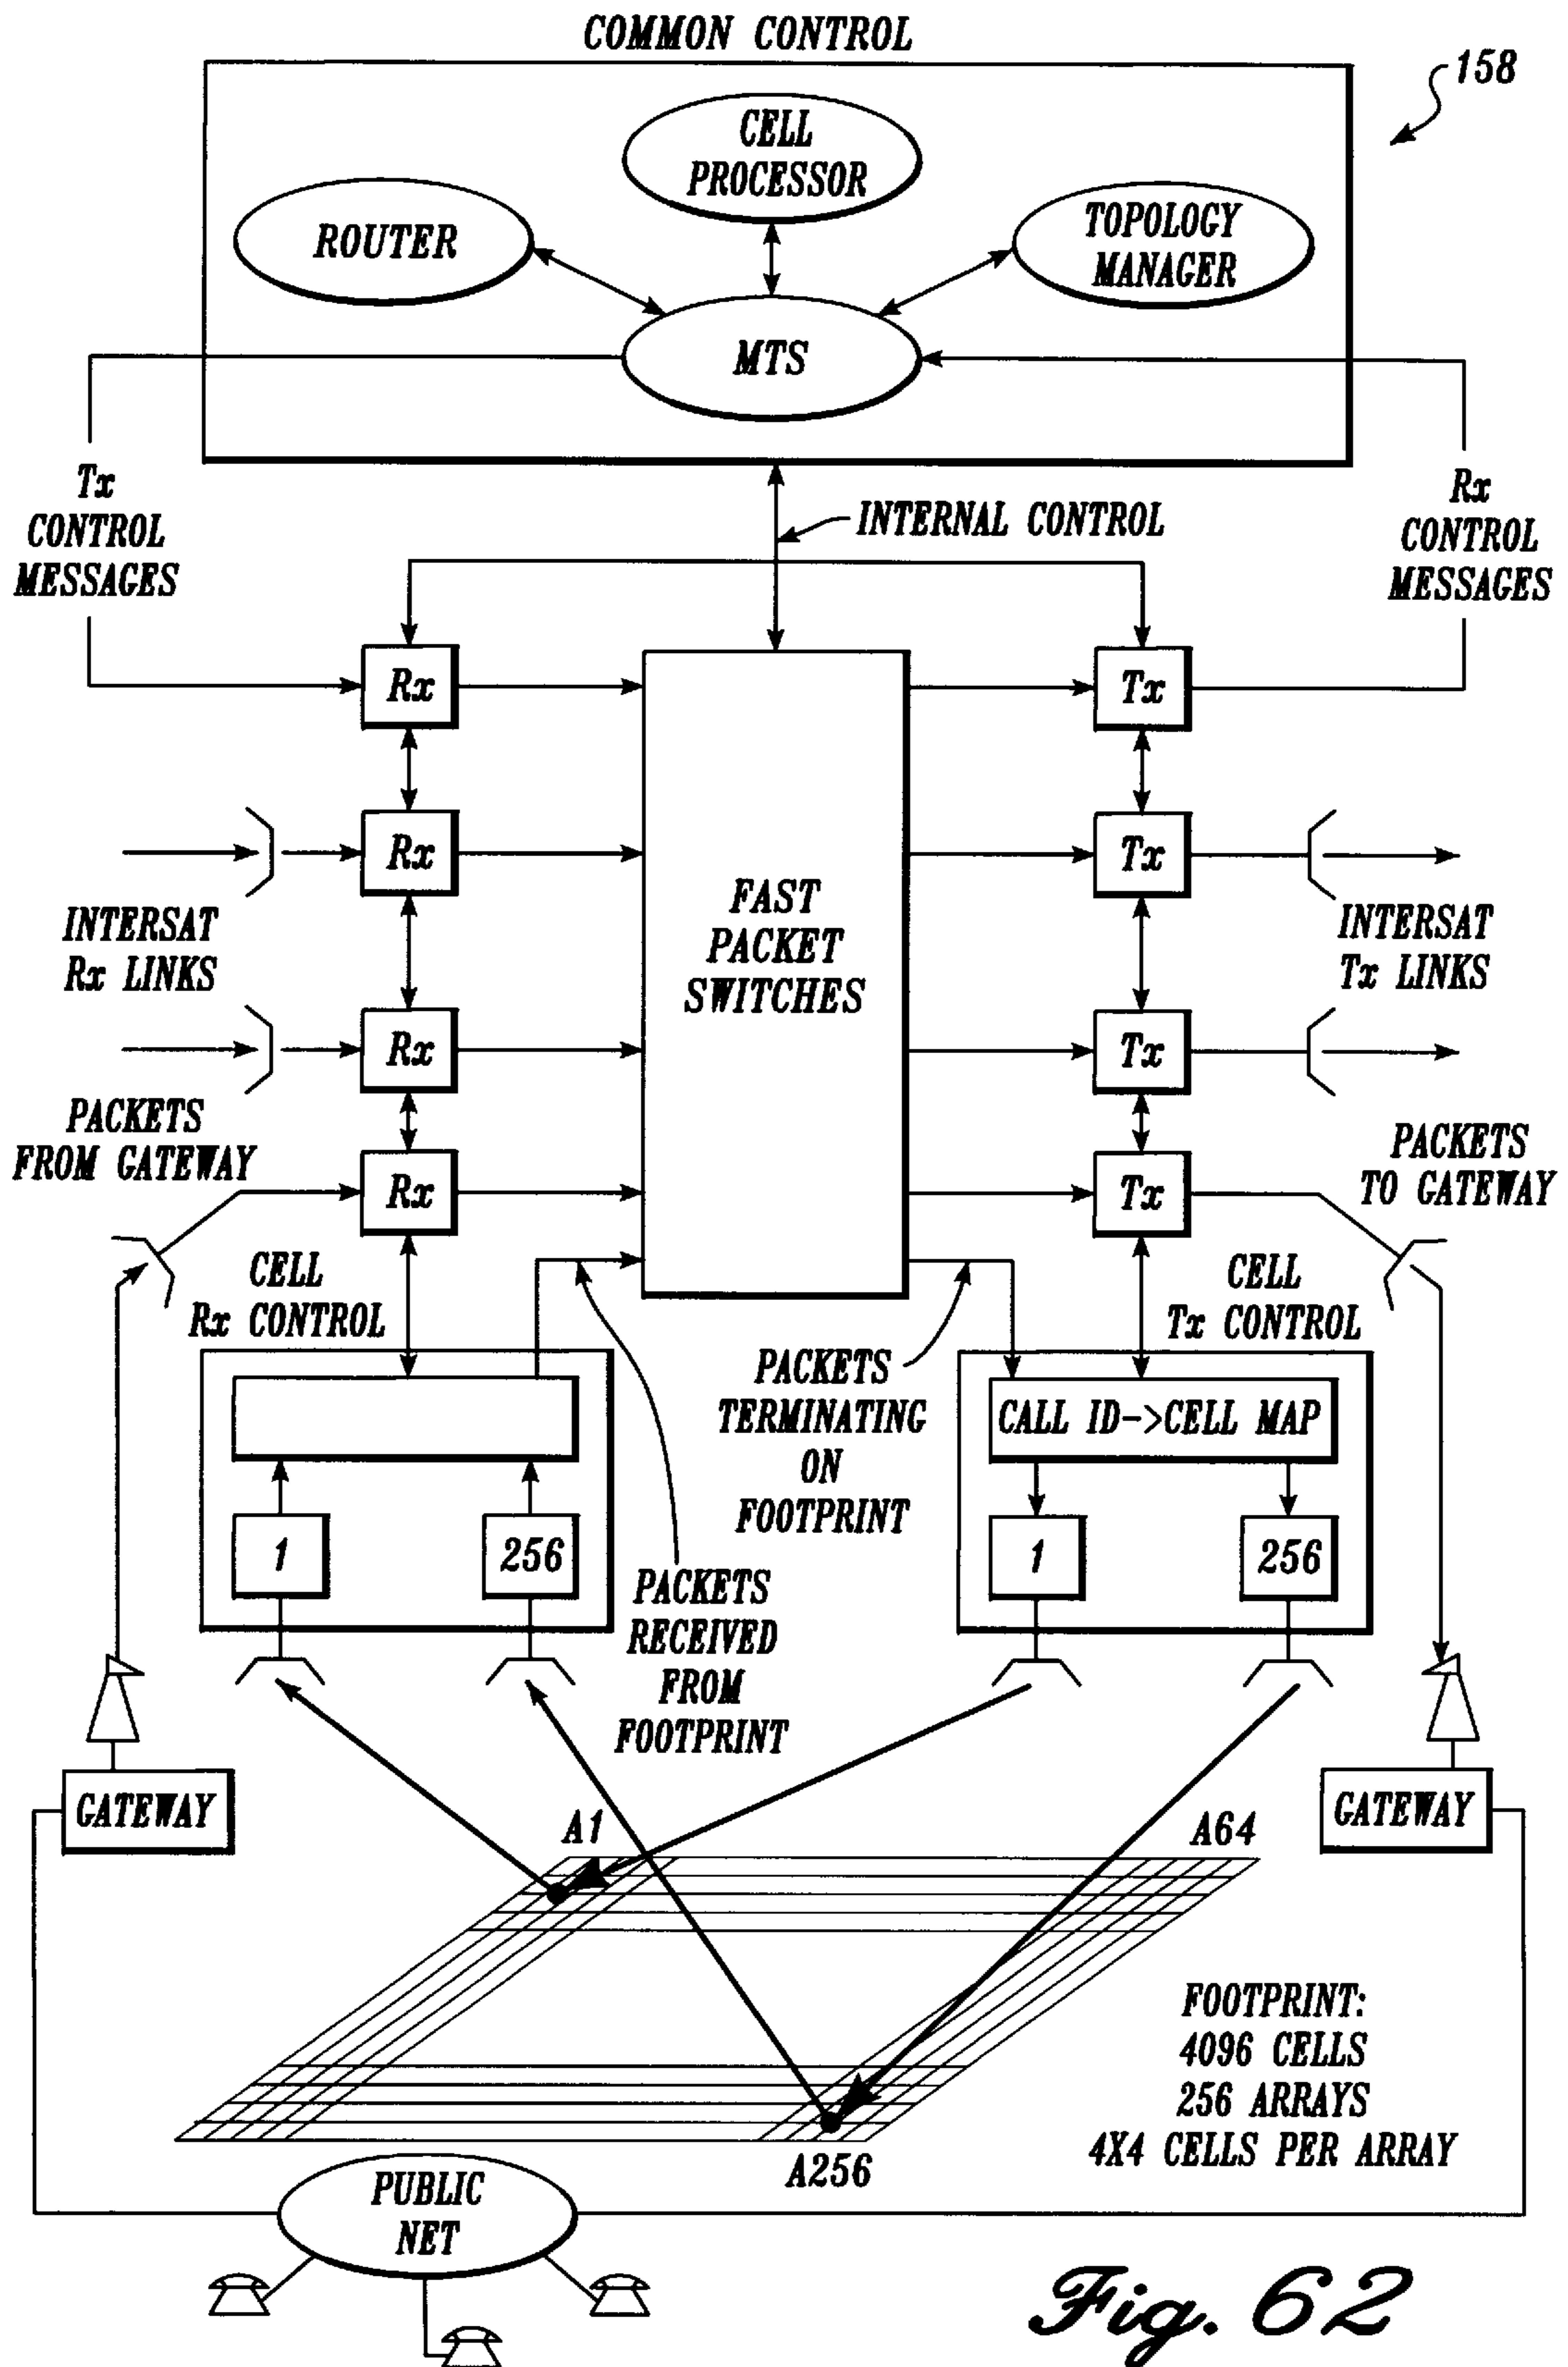 COMMON CONTROL
158
CELL
PROCESSOR
ROUTER
TOPOLOGY
MANAGER
MTS
Tx
CONTROL
MESSAGES
Rx
CONTROL
MESSAGES
INTERNAL CONTROL
Rx
Tx
Rx
Tx
INTERSAT
Rx LINKS
FAST
PACKET
SWITCHES
INTERSAT
Tx LINKS
Rx
Tx
PACKETS
FROM GATEWAY
PACKETS
TO GATEWAY
Rx
Tx
CELL
Rx CONTROL
CELL
Tx CONTROL
PACKETS
TERMINATING
ON
FOOTPRINT
CALL ID->CELL MAP
1
256
1
256
PACKETS
RECEIVED
FROM
FOOTPRINT
GATEWAY
GATEWAY
A1
A64
FOOTPRINT:
4096 CELLS
256 ARRAYS
4X4 CELLS PER ARRAY
A256
PUBLIC
NET
Fig. 62